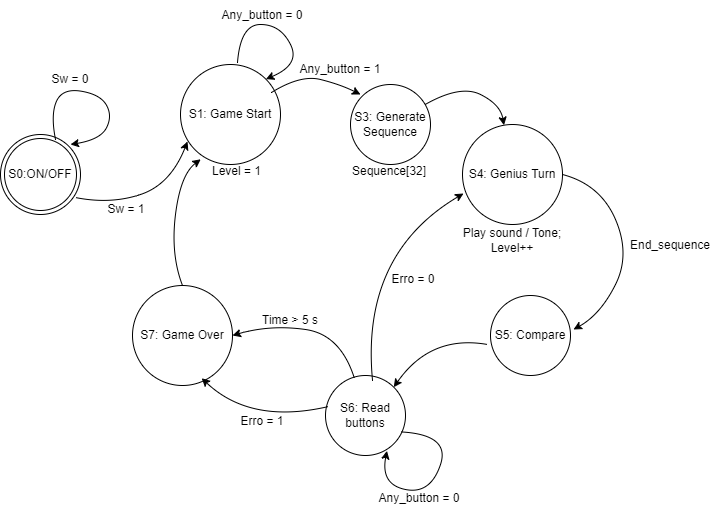 Any_button = 0
Sw = 0
Any_button = 1
S1: Game Start
S3: Generate
Sequence
S0:ON/OFF
Level = 1
Sequence[32]
S4: Genius Turn
Sw = 1
Play sound / Tone;
Level++
End_sequence
Erro = 0
Time > 5 s
S7: Game Over
S5: Compare
S6: Read
buttons
Erro = 1
Any_button = 0